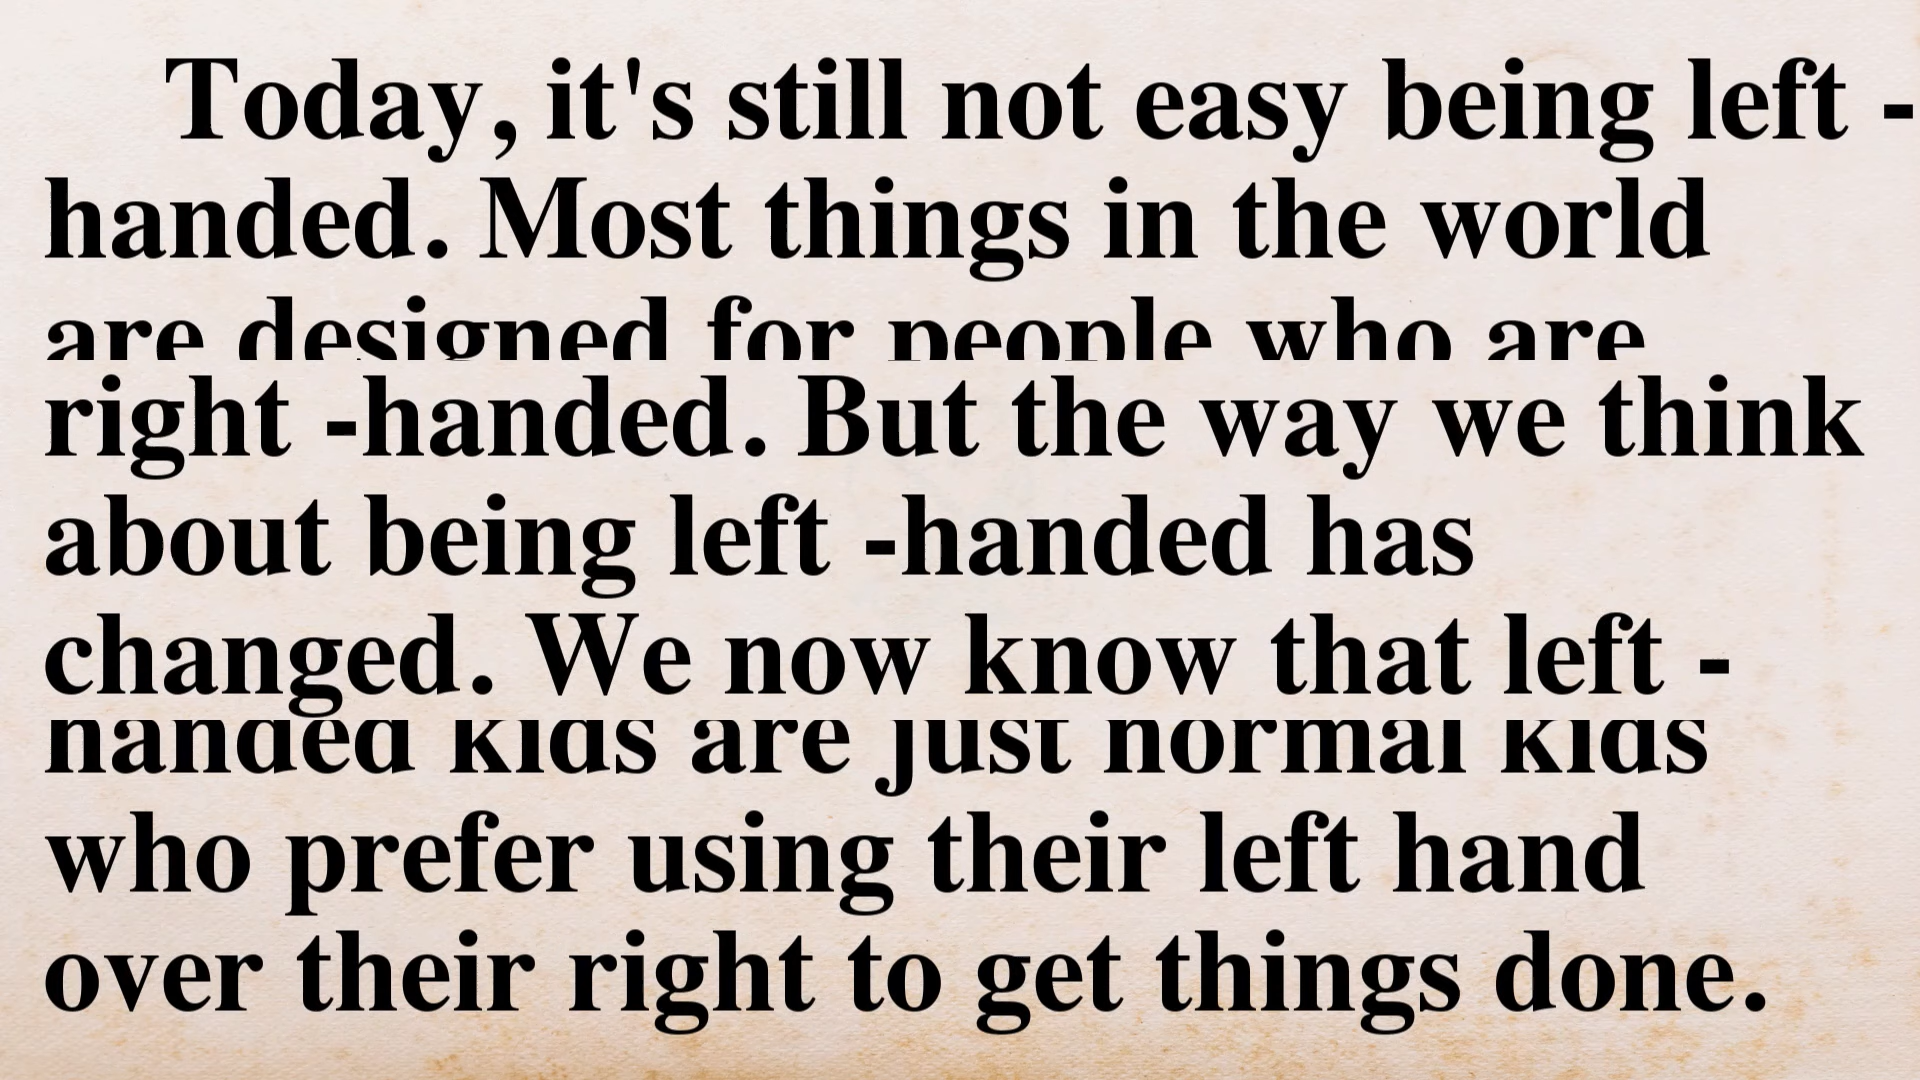 Today, it's still not easy being left -
handed. Most things in the world
are designed for people who are
right -handed. But the way we think
about being left -handed has
changed. We now know that left -
handed kids are just normal kids
who prefer using their left hand
over their right to get things done.